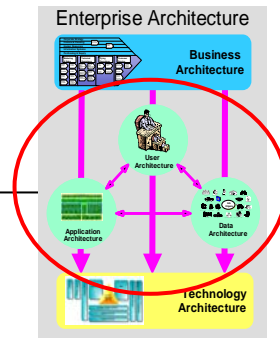 Enterprise Architecture
Business
Architecture
User
Architecture
Application
Architecture
Data
Architecture
Technology
Architecture